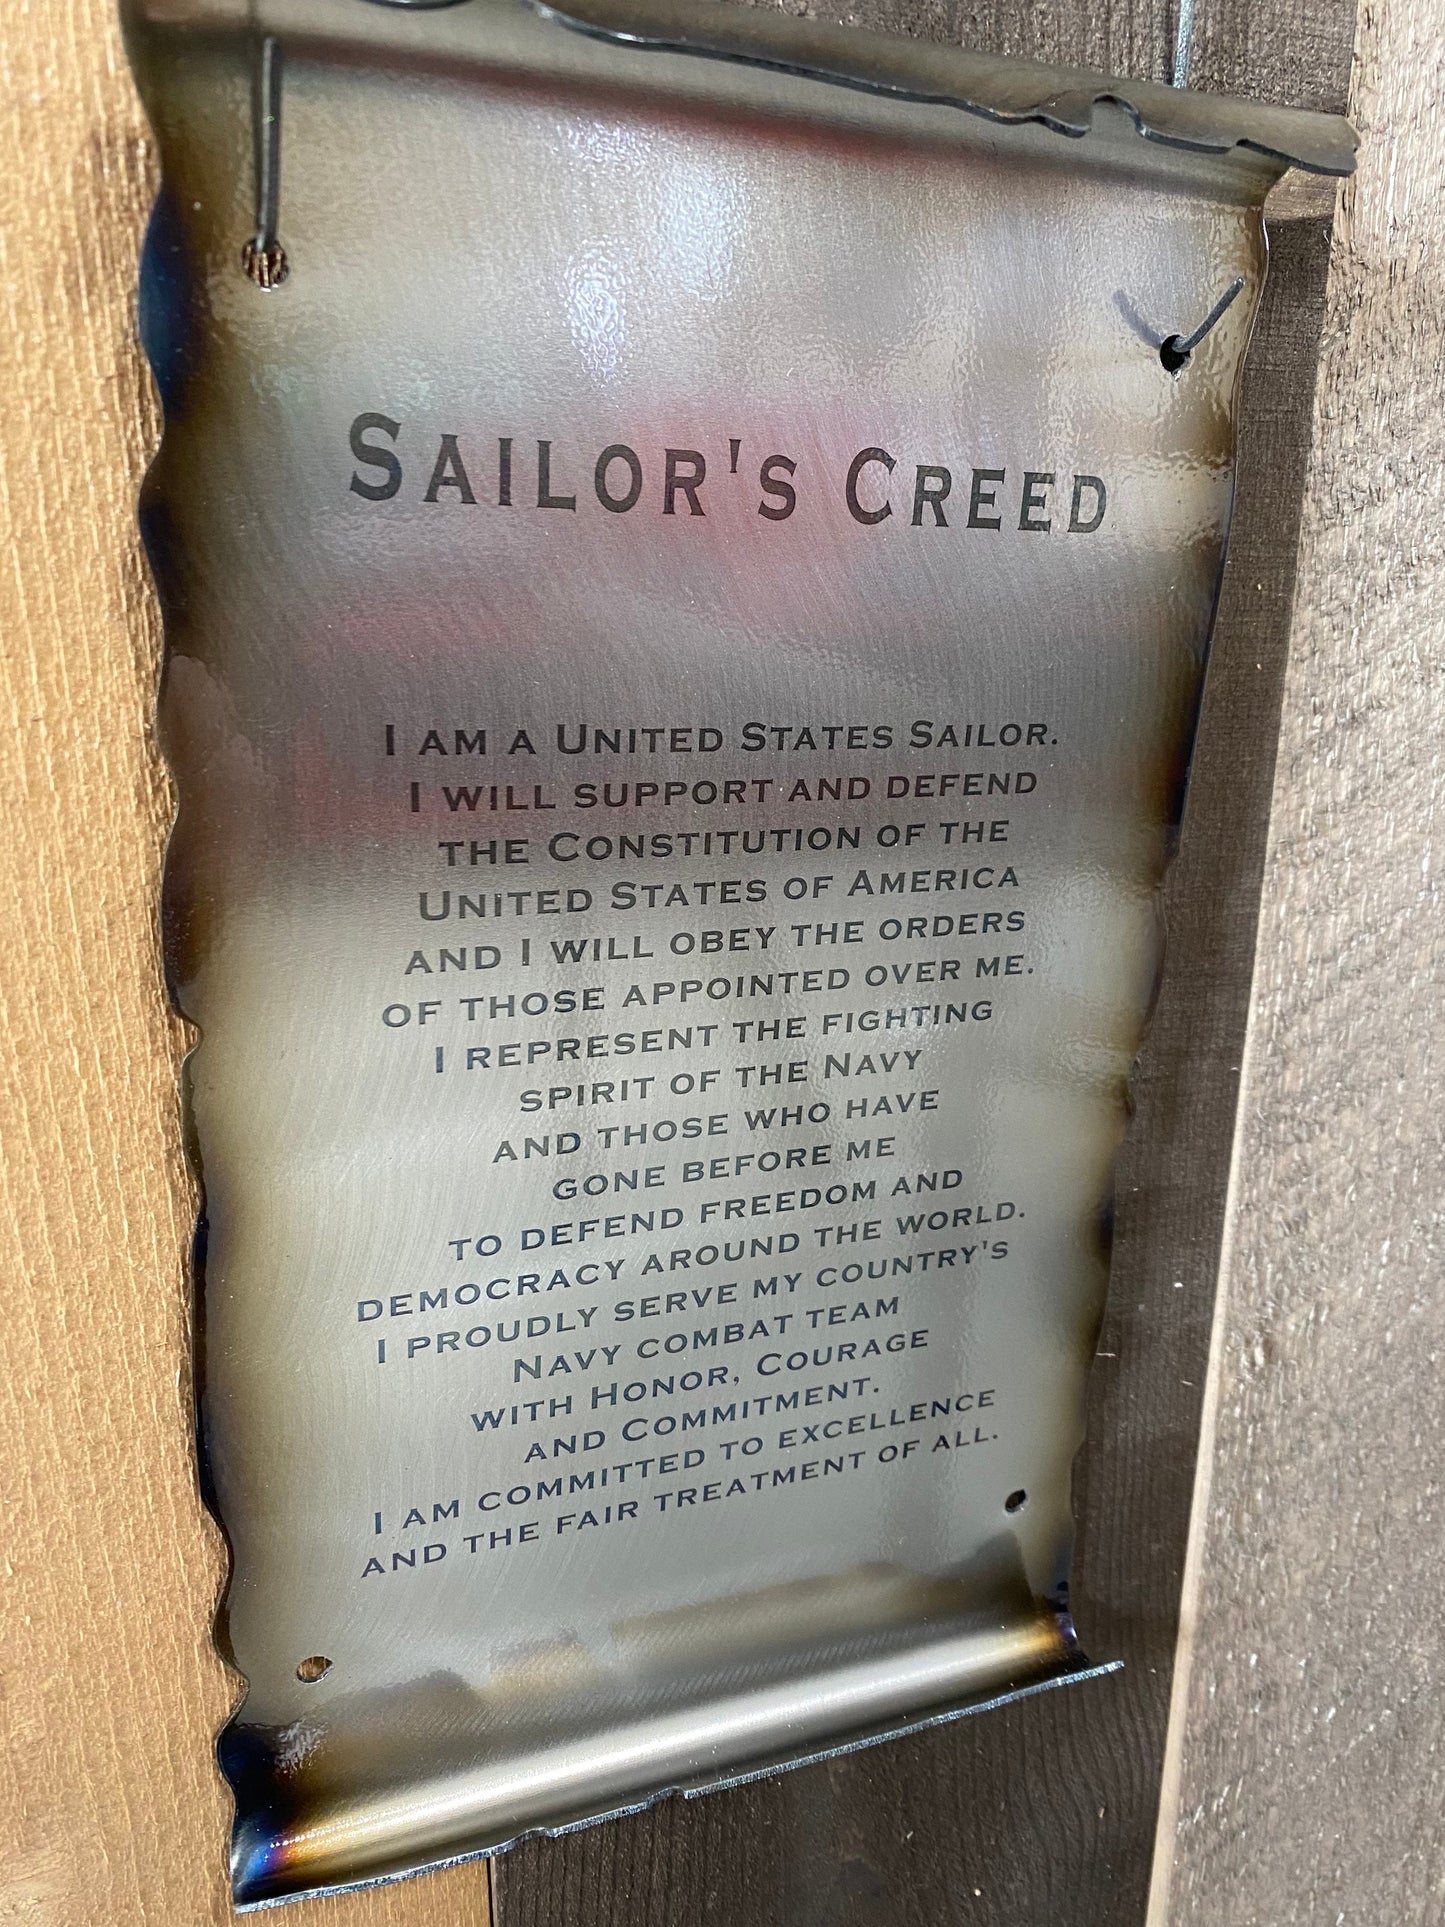 Sailor's Creed
I am a United States Sailor.
I will support and defend
the Constitution of the
United States of America
and I will obey the orders
of those appointed over me.
I represent the fighting
spirit of the Navy
and those who have
gone before me
to defend freedom and
democracy around the world.
I proudly serve my country's
Navy combat team
with Honor, Courage
and Commitment.
I am committed to excellence
and the fair treatment of all.